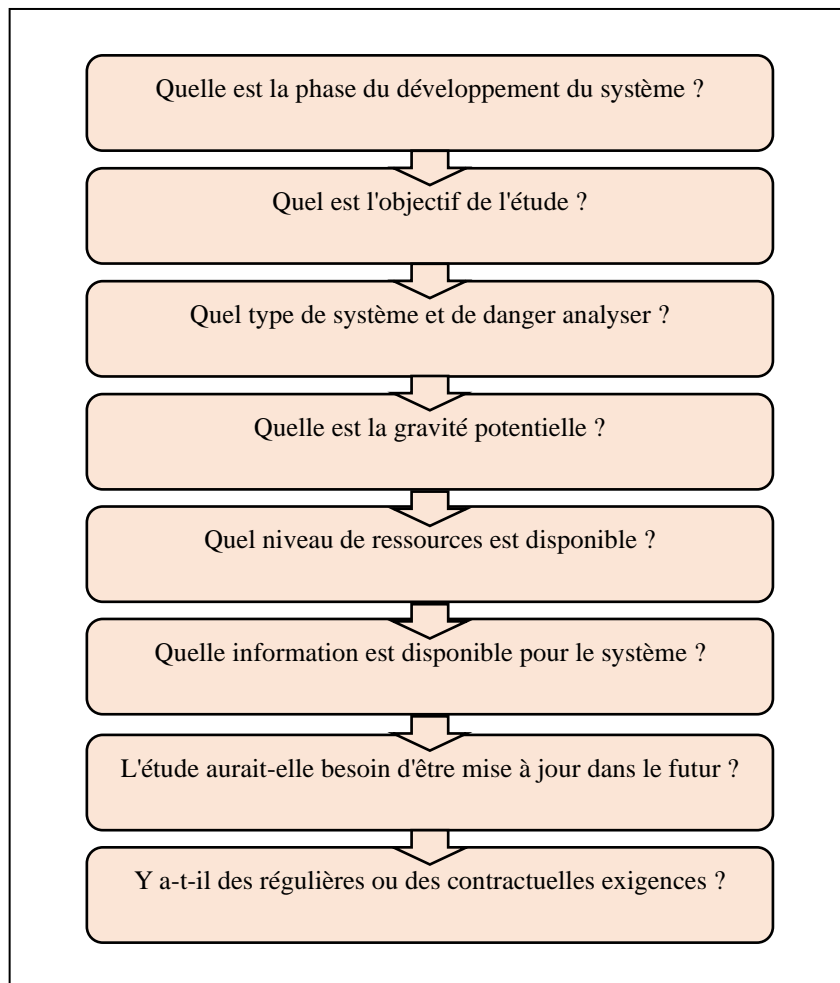 Quelle est la phase du développement du système ?
Quel est l'objectif de l'étude ?
Quel type de système et de danger analyser ?
Quelle est la gravité potentielle ?
Quel niveau de ressources est disponible ?
Quelle information est disponible pour le système ?
L'étude aurait-elle besoin d'être mise à jour dans le futur ?
Y a-t-il des régulières ou des contractuelles exigences ?